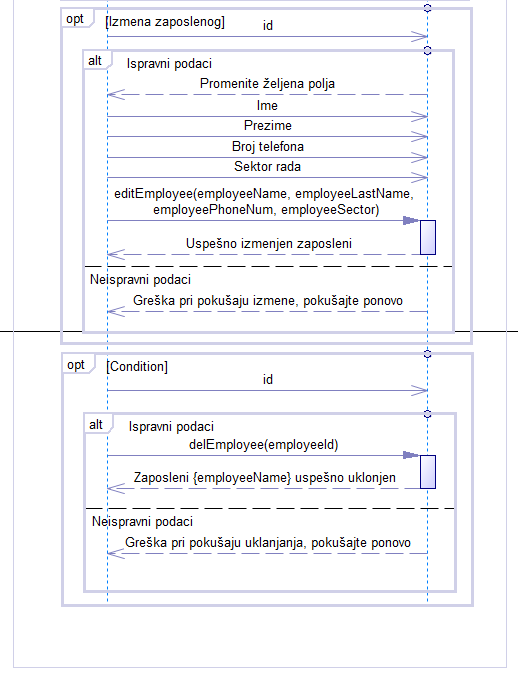 opt
[Izmena zaposlenog]
id
alt
Ispravni podaci
Promenite željena polja
Ime
Prezime
Broj telefona
Sektor rada
editEmployee(employeeName, employeeLastName,
employeePhoneNum, employeeSector)
Uspešno izmenjen zaposleni
Neispravni podaci
Greška pri pokušaju izmene, pokušajte ponovo
opt
[Condition]
id
alt
Ispravni podaci
delEmployee(employeeId)
Zaposleni {employeeName} uspešno uklonjen
Neispravni podaci
Greška pri pokušaju uklanjanja, pokušajte ponovo